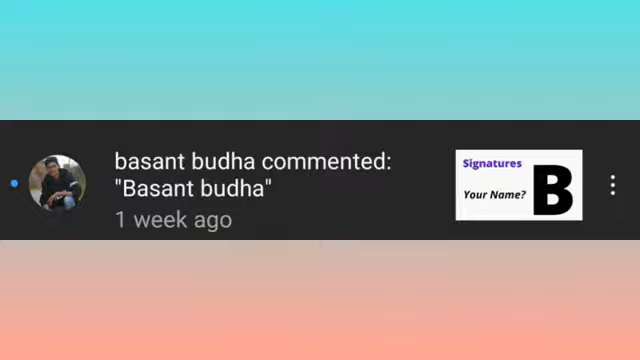 basant budha commented:
"Basant budha"
1 week ago
Signatures
Your Name?
B